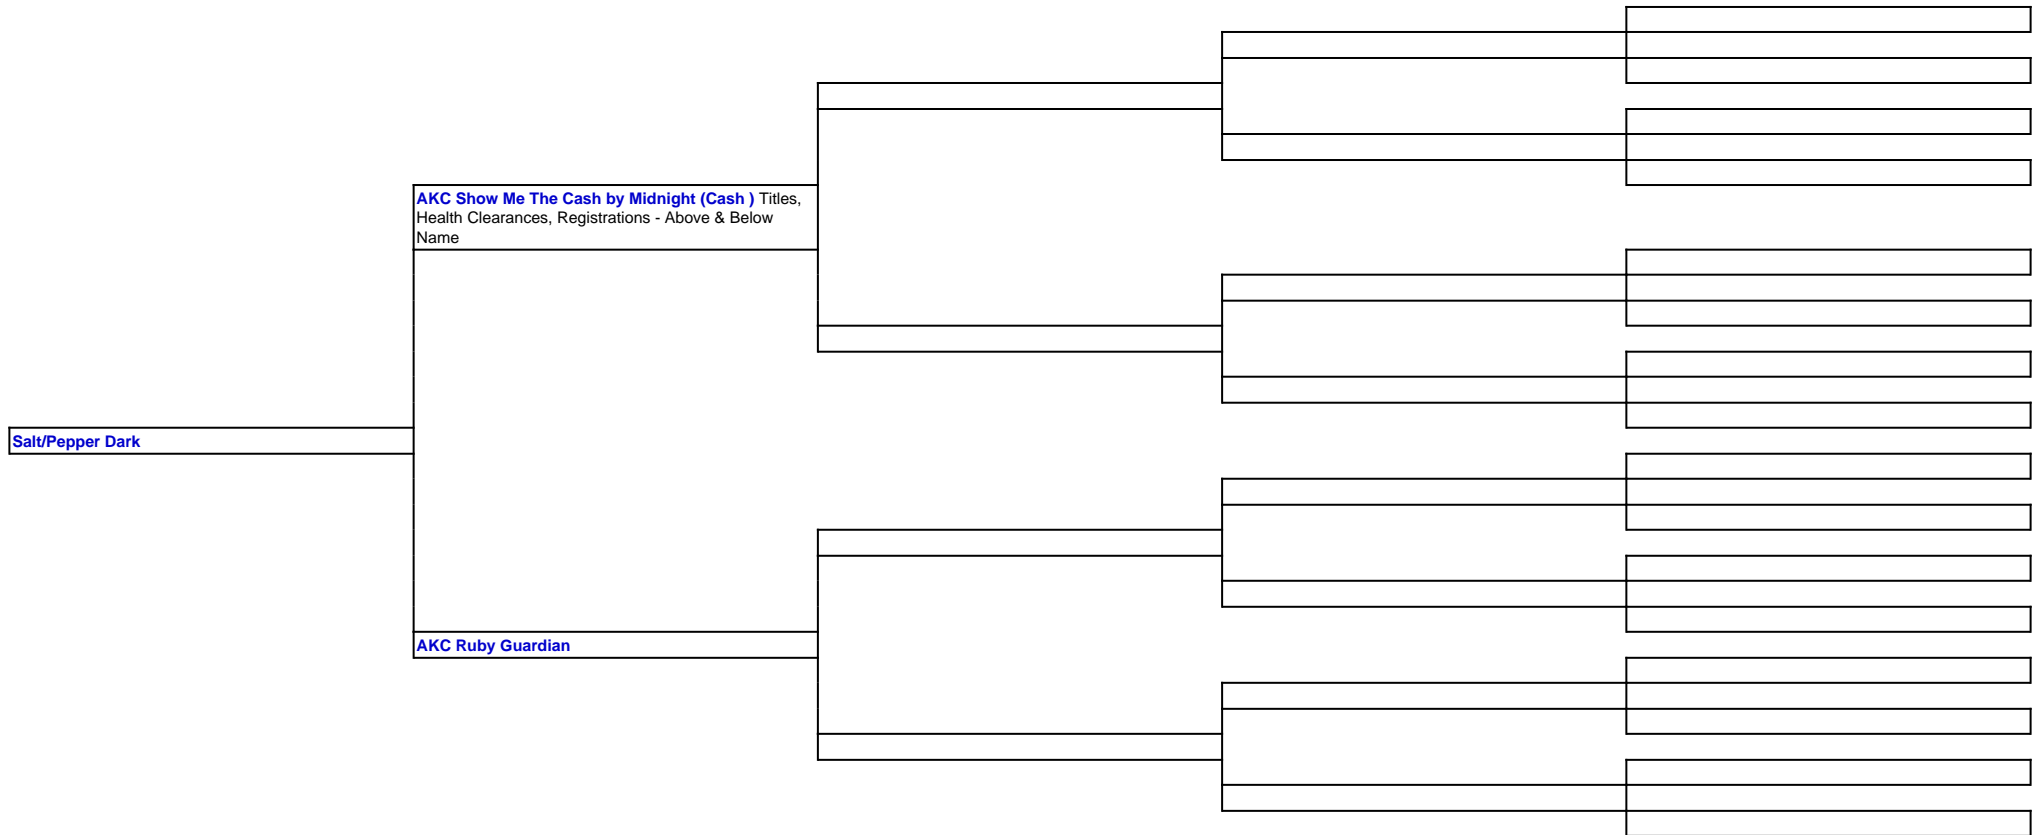 AKC Show Me The Cash by Midnight (Cash ) Titles,
Health Clearances, Registrations - Above & Below
Name
Salt/Pepper Dark
AKC Ruby Guardian